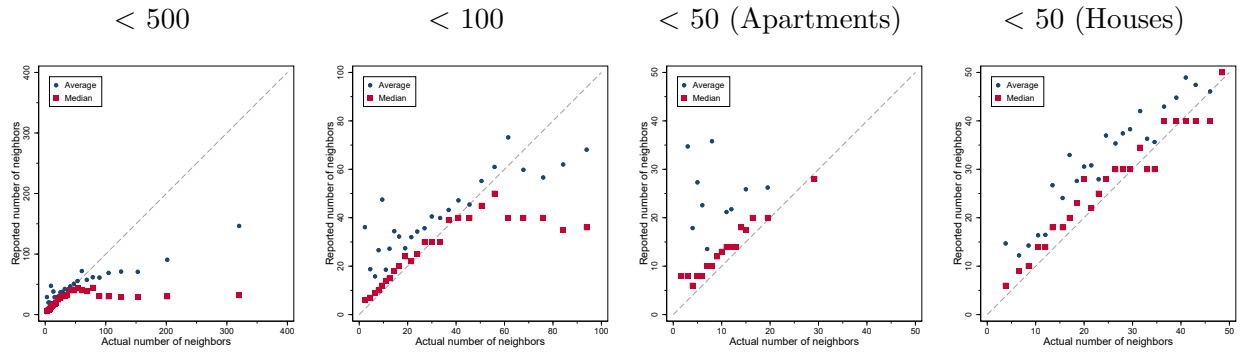 < 500
< 100
< 50 (Apartments)
< 50 (Houses)
Reported number of neighbors
400
300
200
100
0
Average
Median
0 100 200 300 400
Actual number of neighbors
Reported number of neighbors
100
80
60
40
20
0
Average
Median
0 20 40 60 80 100
Actual number of neighbors
Reported number of neighbors
50
40
30
20
10
0
Average
Median
0 10 20 30 40 50
Actual number of neighbors
Reported number of neighbors
50
40
30
20
10
0
Average
Median
0 10 20 30 40 50
Actual number of neighbors